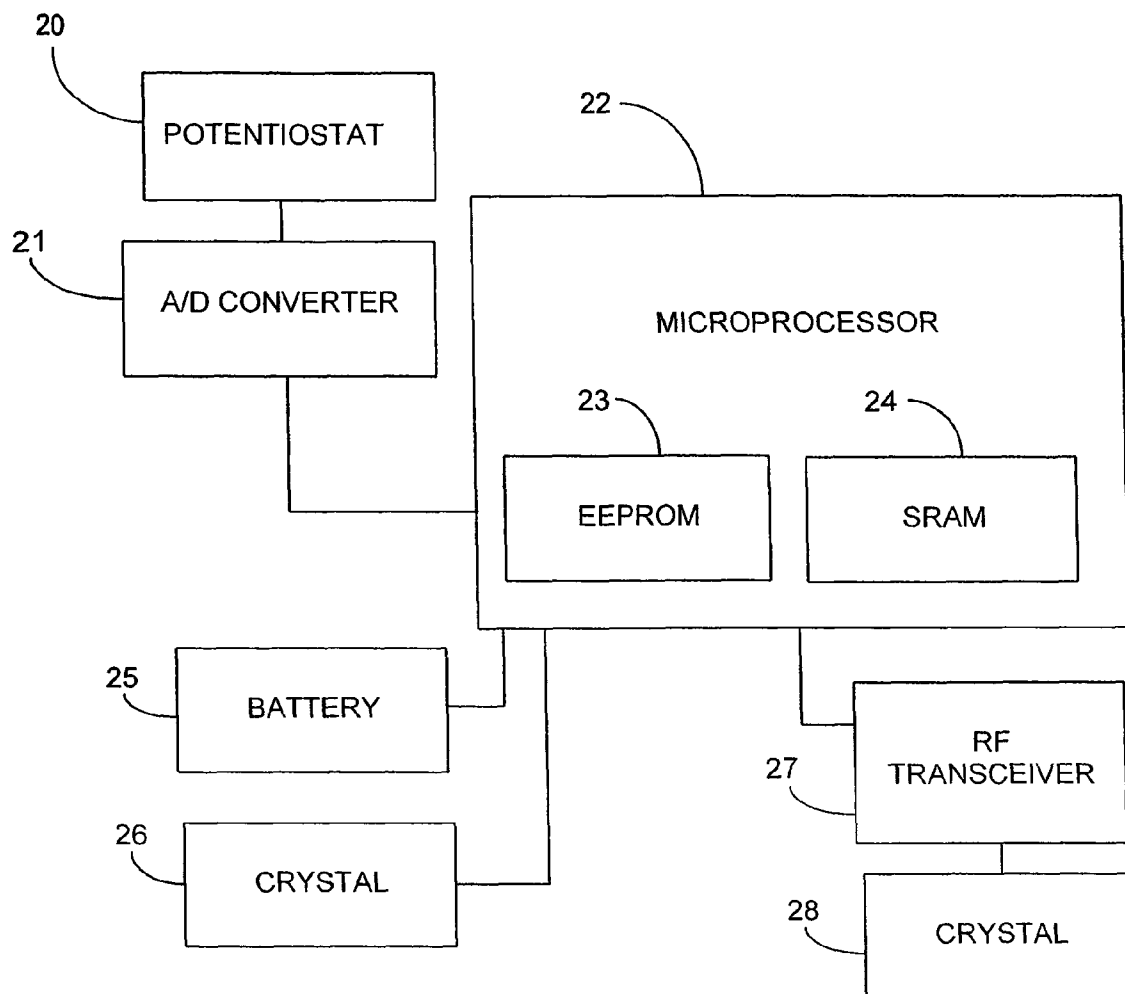 20
POTENTIOSTAT
22
21
A/D CONVERTER
MICROPROCESSOR
23
24
EEPROM
SRAM
25
BATTERY
RF
TRANSCEIVER
27
26
CRYSTAL
28
CRYSTAL